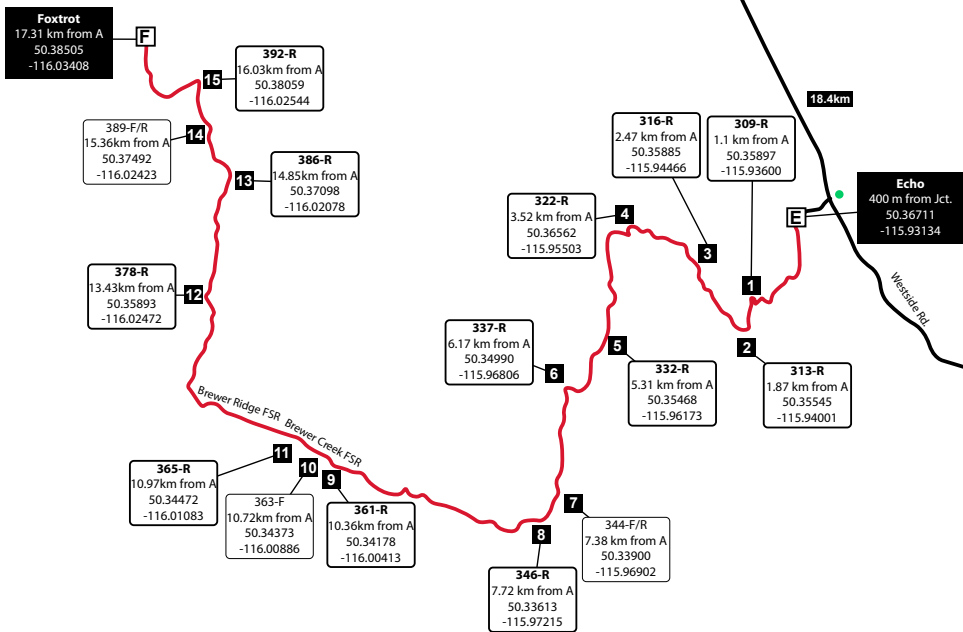 Foxtrot
17.31 km from A
50.38505
-116.03408
F
15
392-R
16.03km from A
50.38059
-116.02544
14
389-F/R
15.36km from A
50.37492
-116.02423
13
386-R
14.85km from A
50.37098
-116.02078
12
378-R
13.43km from A
50.35893
-116.02472
18.4km
316-R
2.47 km from A
50.35885
-115.94466
309-R
1.1 km from A
50.35897
-115.93600
Echo
400 m from Jct.
50.36711
-115.93134
E
322-R
3.52 km from A
50.36562
-115.95503
4
3
1
Westside Rd.
2
313-R
1.87 km from A
50.35545
-115.94001
5
332-R
5.31 km from A
50.35468
-115.96173
337-R
6.17 km from A
50.34990
-115.96806
6
Brewer Ridge FSR
Brewer Creek FSR
11
365-R
10.97km from A
50.34472
-116.01083
10
363-F
10.72km from A
50.34373
-116.00886
9
361-R
10.36km from A
50.34178
-116.00413
7
344-F/R
7.38 km from A
50.33900
-115.96902
8
346-R
7.72 km from A
50.33613
-115.97215